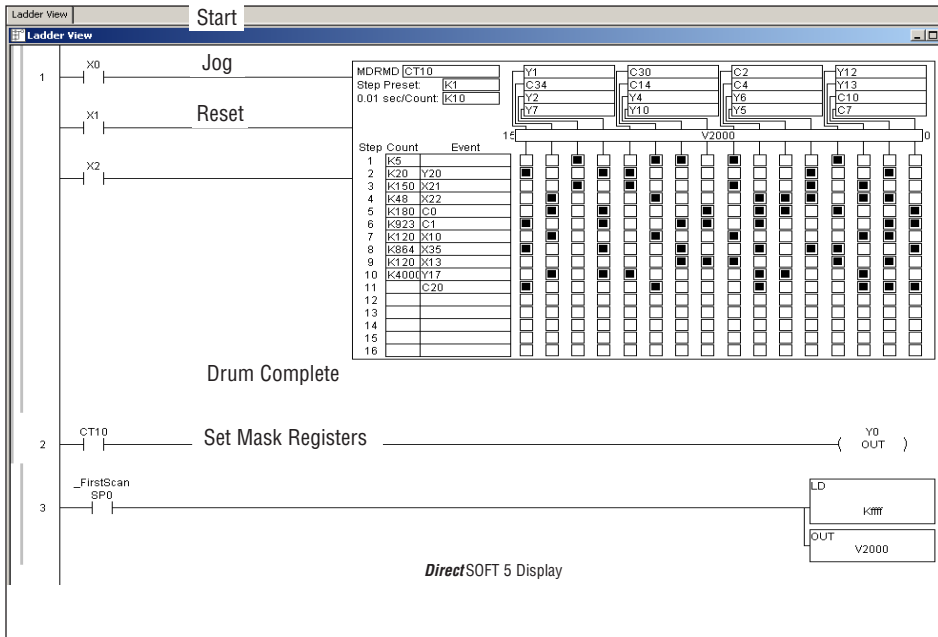 Ladder View
Start
Ladder View
X0
Jog
1
MDRMD CT10
Step Preset: K1
0.01 sec/Count: K10
Y1 C30 C2 Y12
C34 C14 C4 Y13
Y2 Y4 Y6 C10
Y7 Y10 Y5 C7
X1
Reset
15 V2000 0
Step Count Event
X2
1 K5
2 K20 Y20
3 K150 X21
4 K48 X22
5 K180 C0
6 K923 C1
7 K120 X10
8 K864 X35
9 K120 X13
10 K4000 Y17
11 C20
12
13
14
15
16
Drum Complete
CT10
2
Set Mask Registers
Y0
OUT
_FirstScan
SP0
3
LD
Kffff
OUT
V2000
DirectSOFT 5 Display